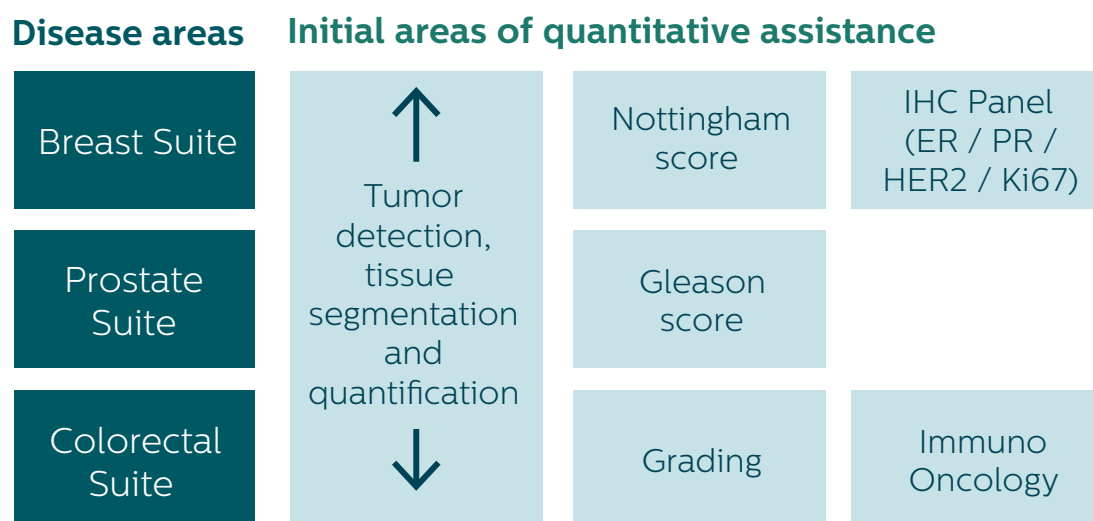 Disease areas
Initial areas of quantitative assistance
Breast Suite
Tumor
detection,
tissue
segmentation
and
quantification
Nottingham
score
IHC Panel
(ER / PR /
HER2 / Ki67)
Prostate
Suite
Gleason
score
Colorectal
Suite
Grading
Immuno
Oncology